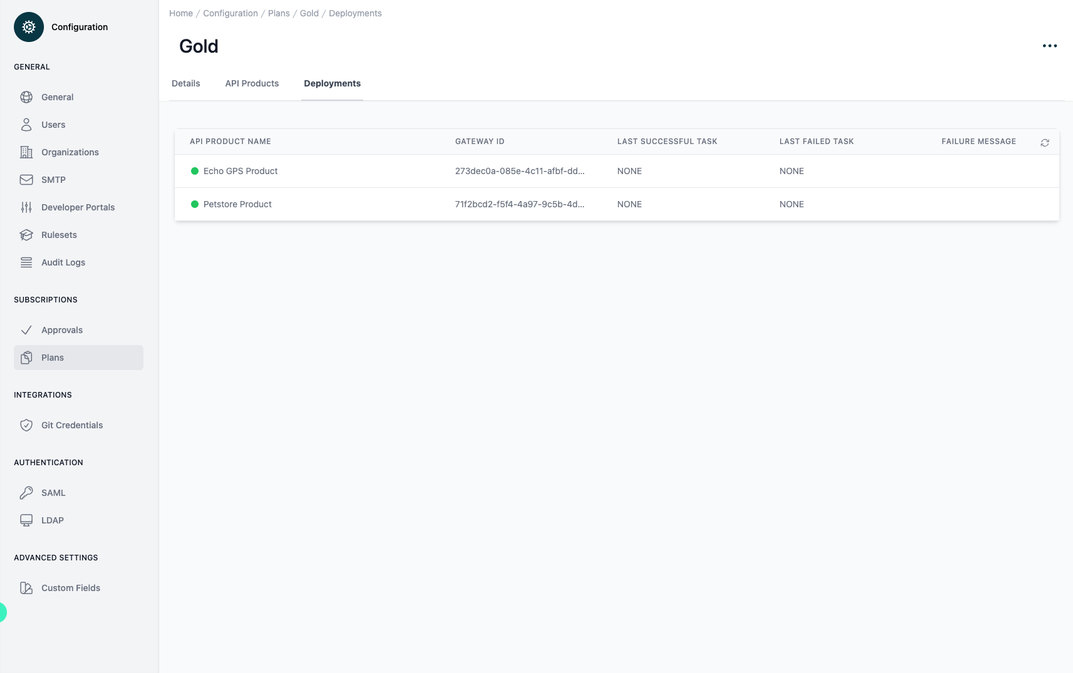 Configuration
GENERAL
General
Users
Organizations
SMTP
Developer Portals
Rulesets
Audit Logs
SUBSCRIPTIONS
Approvals
Plans
INTEGRATIONS
Git Credentials
AUTHENTICATION
SAML
LDAP
ADVANCED SETTINGS
Custom Fields
Home / Configuration / Plans / Gold / Deployments
Gold
Details API Products Deployments
API PRODUCT NAME GATEWAY ID LAST SUCCESSFUL TASK LAST FAILED TASK FAILURE MESSAGE
Echo GPS Product 273dec0a-085e-4c11-afbf-dd... NONE NONE
Petstore Product 71f2bcd2-f5f4-4a97-9c5b-4d... NONE NONE